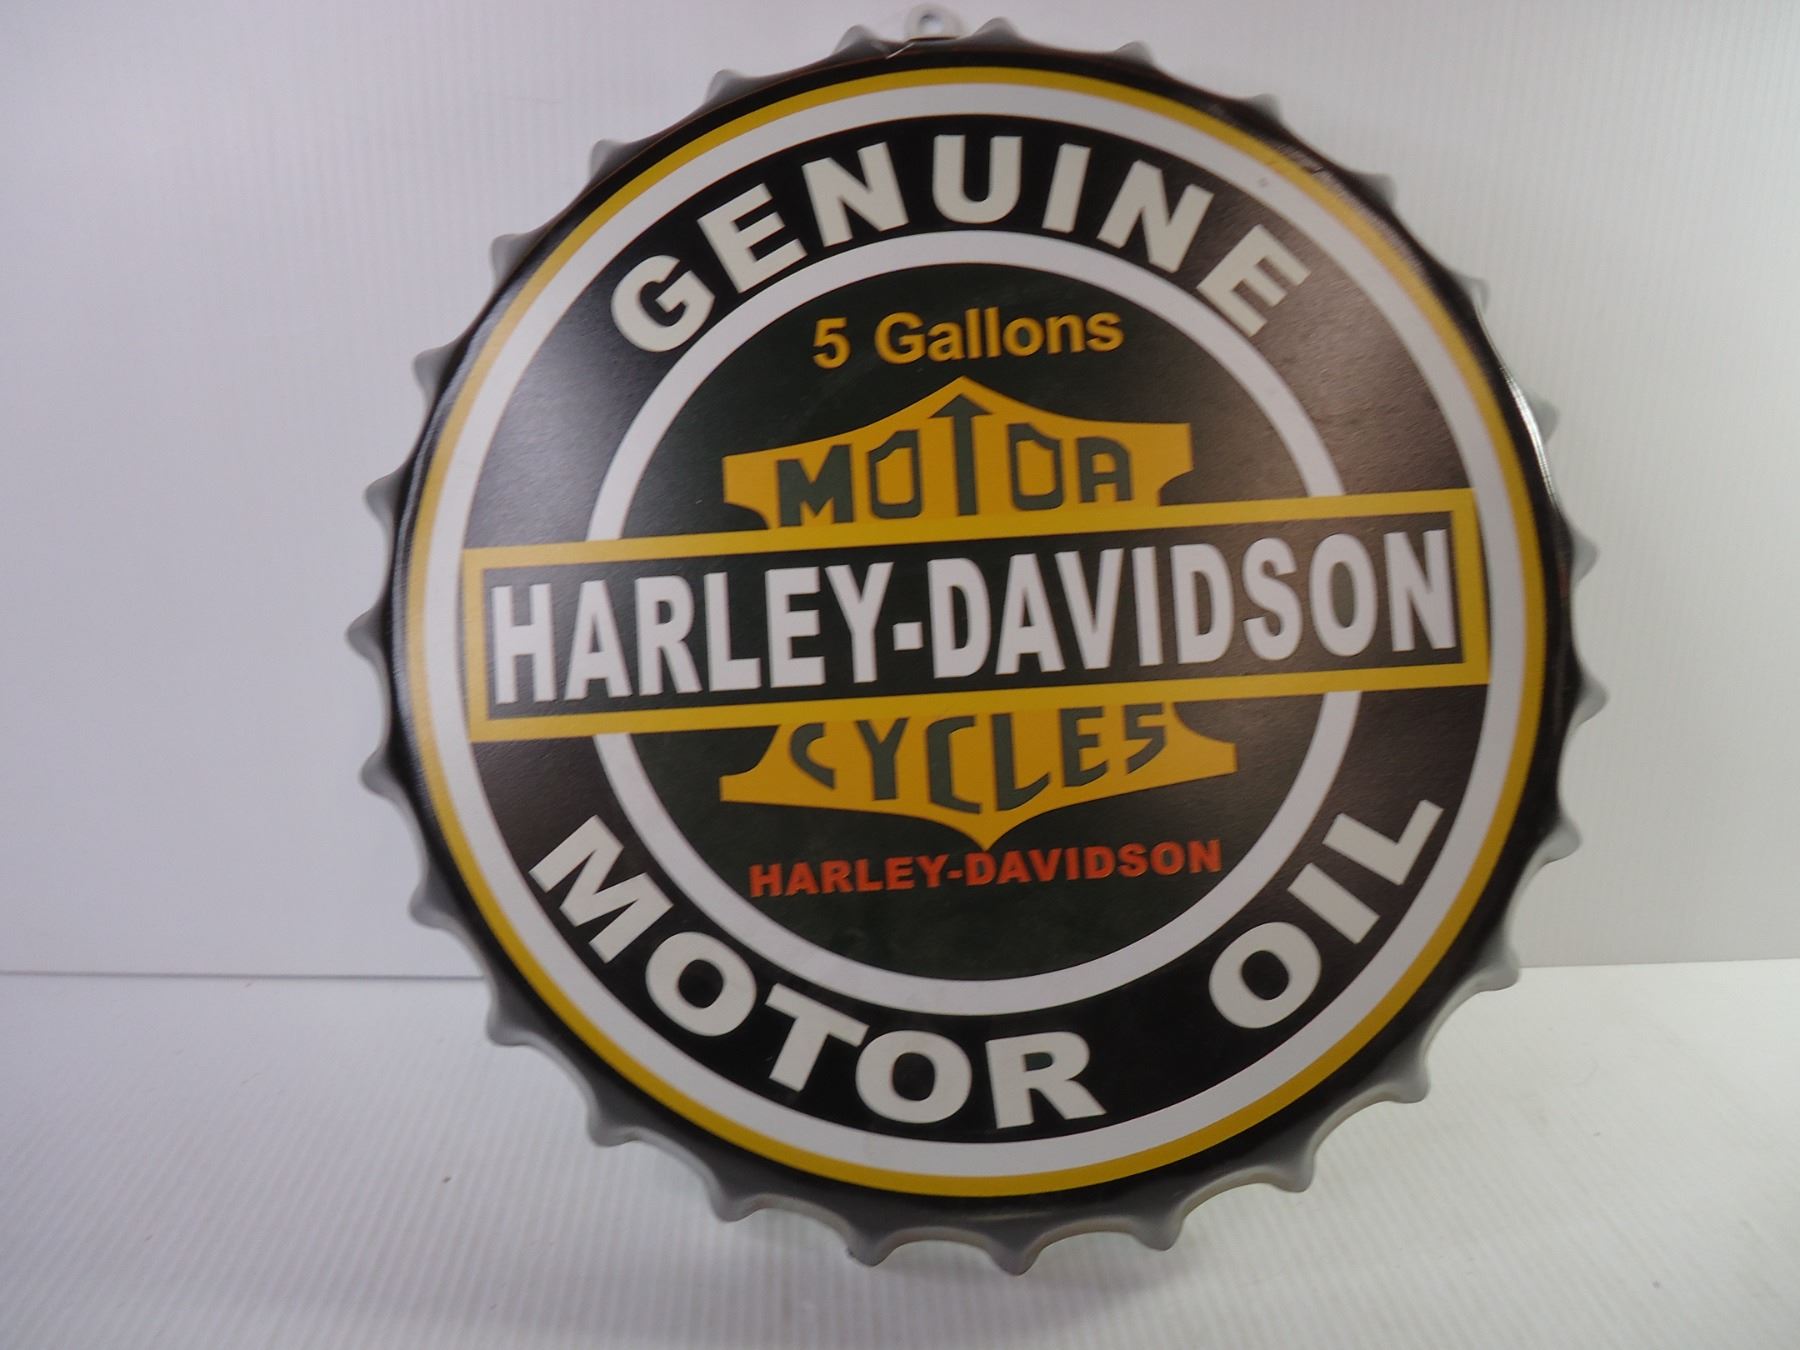 GENUINE
5 Gallons
MOTOR
HARLEY-DAVIDSON
CYCLES
HARLEY-DAVIDSON
MOTOR OIL